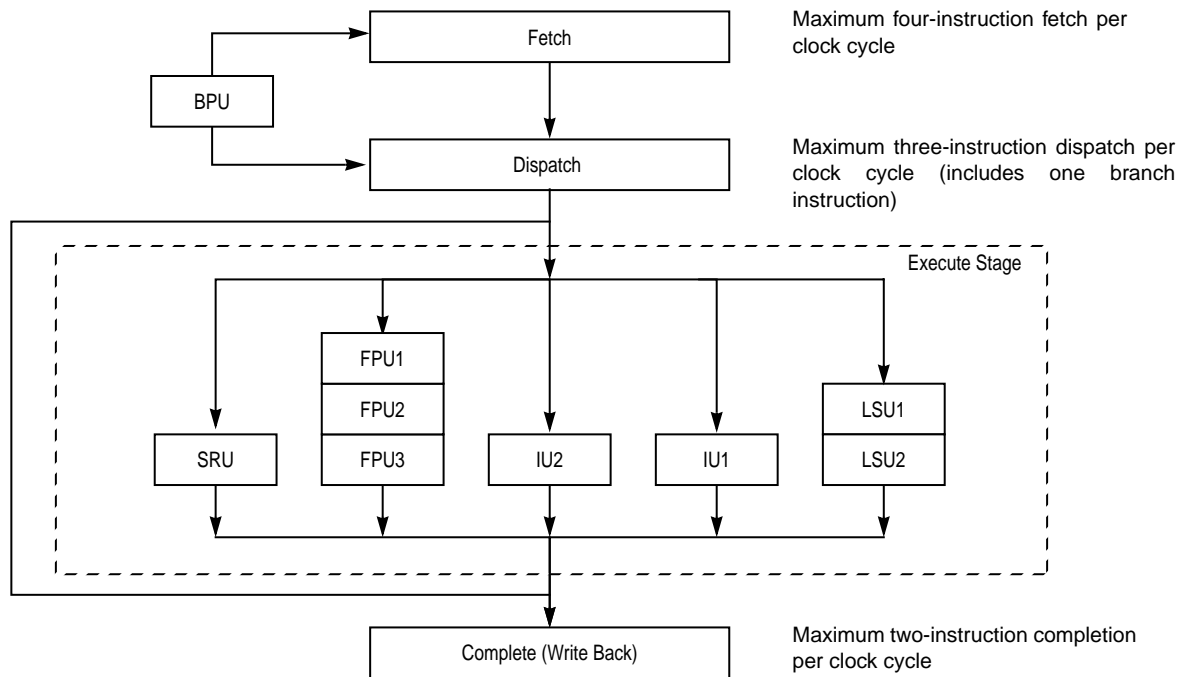 Maximum four-instruction fetch per
clock cycle
Fetch
BPU
Maximum three-instruction dispatch per
clock cycle (includes one branch
instruction)
Dispatch
Execute Stage
FPU1
FPU2
LSU1
SRU
FPU3
IU2
IU1
LSU2
Complete (Write Back)
Maximum two-instruction completion
per clock cycle